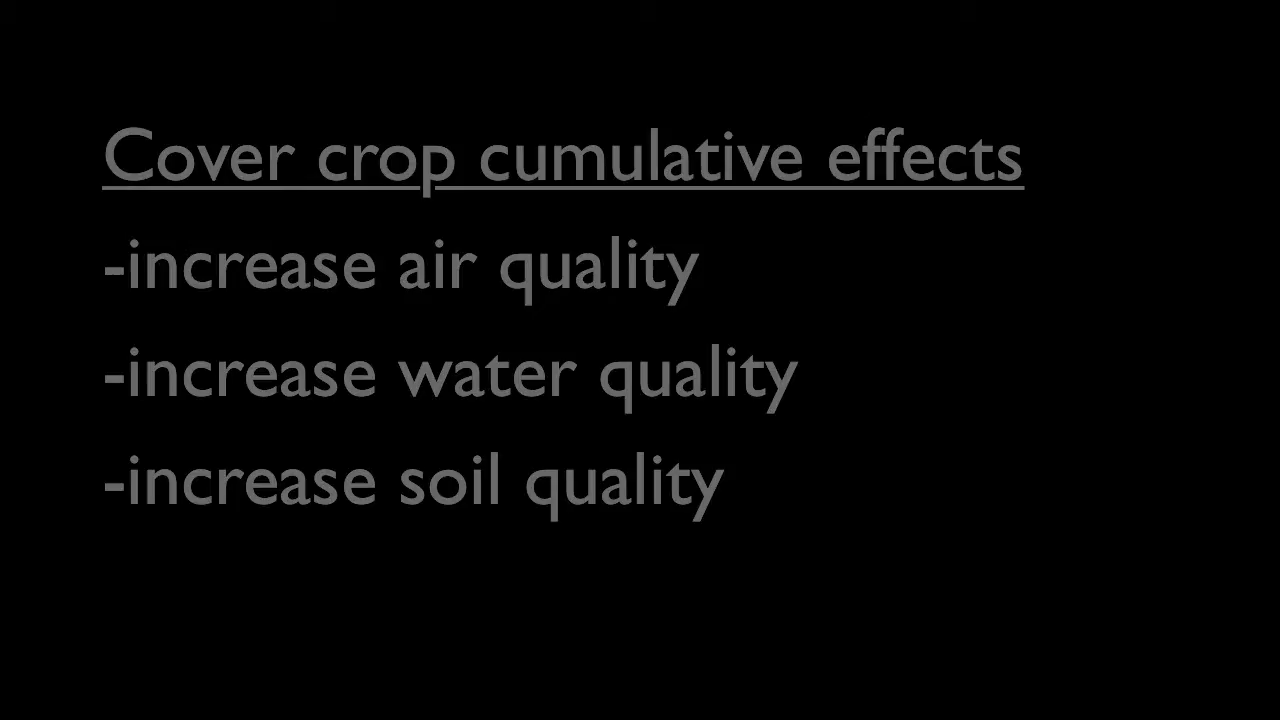 Cover crop cumulative effects
-increase air quality
-increase water quality
-increase soil quality